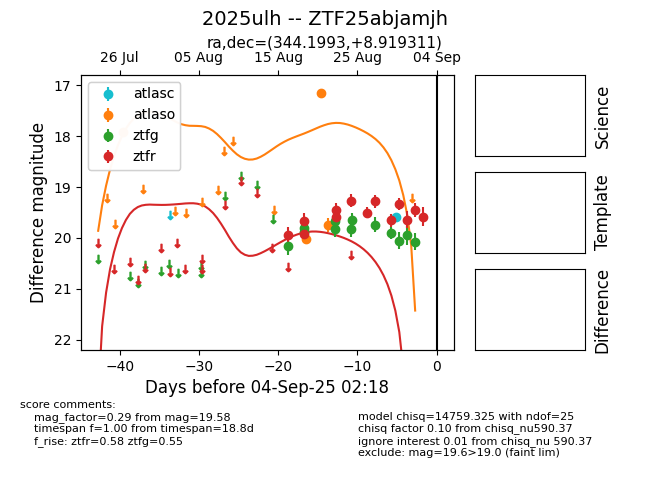 2025ulh -- ZTF25abjamjh
ra,dec=(344.1993,+8.919311)
26 Jul
05 Aug
15 Aug
25 Aug
04 Sep
atlasc
atlaso
ztfg
ztfr
17
18
19
20
21
22
Difference magnitude
−40
−30
−20
−10
0
Days before 04-Sep-25 02:18
Science
Template
Difference
score comments:
mag_factor=0.29 from mag=19.58
timespan f=1.00 from timespan=18.8d
f_rise: ztfr=0.58 ztfg=0.55
model chisq=14759.325 with ndof=25
chisq factor 0.10 from chisq_nu590.37
ignore interest 0.01 from chisq_nu 590.37
exclude: mag=19.6>19.0 (faint lim)